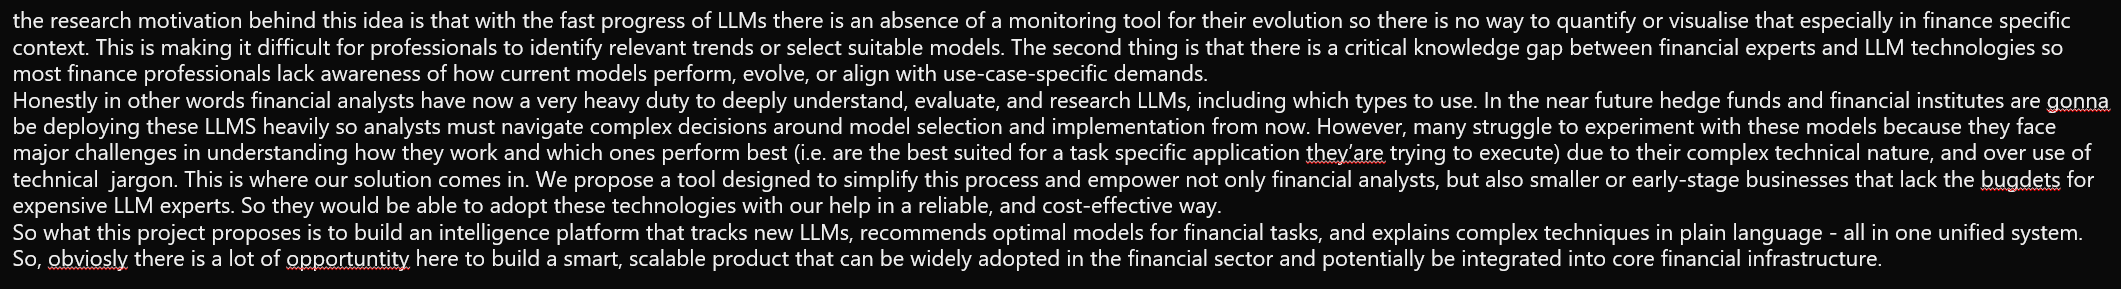 the research motivation behind this idea is that with the fast progress of LLMs there is an absence of a monitoring tool for their evolution so there is no way to quantify or visualise that especially in finance specific
context. This is making it difficult for professionals to identify relevant trends or select suitable models. The second thing is that there is a critical knowledge gap between financial experts and LLM technologies so
most finance professionals lack awareness of how current models perform, evolve, or align with use-case-specific demands.
Honestly in other words financial analysts have now a very heavy duty to deeply understand, evaluate, and research LLMs, including which types to use. In the near future hedge funds and financial institutes are gonna
be deploying these LLMS heavily so analysts must navigate complex decisions around model selection and implementation from now. However, many struggle to experiment with these models because they face
major challenges in understanding how they work and which ones perform best (i.e. are the best suited for a task specific application they'are trying to execute) due to their complex technical nature, and over use of
technical  jargon. This is where our solution comes in. We propose a tool designed to simplify this process and empower not only financial analysts, but also smaller or early-stage businesses that lack the bugdets for
expensive LLM experts. So they would be able to adopt these technologies with our help in a reliable, and cost-effective way.
So what this project proposes is to build an intelligence platform that tracks new LLMs, recommends optimal models for financial tasks, and explains complex techniques in plain language - all in one unified system.
So, obviosly there is a lot of opportuntity here to build a smart, scalable product that can be widely adopted in the financial sector and potentially be integrated into core financial infrastructure.